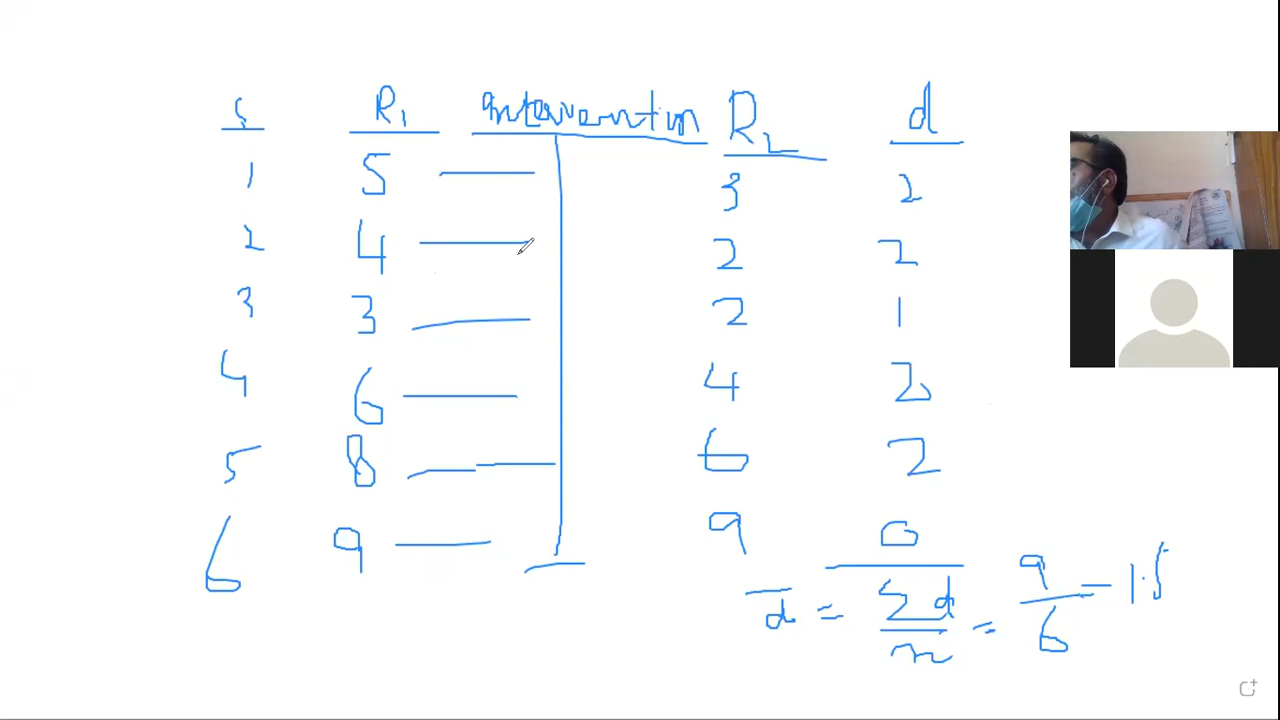 S R₁ Intervention R₂ d
1 5 — 3 2
2 4 — 2 2
3 3 — 2 1
4 6 — 4 2
5 8 — 6 2
6 9 — 9 0
d̅ = Σd/n = 9/6 - 1.5